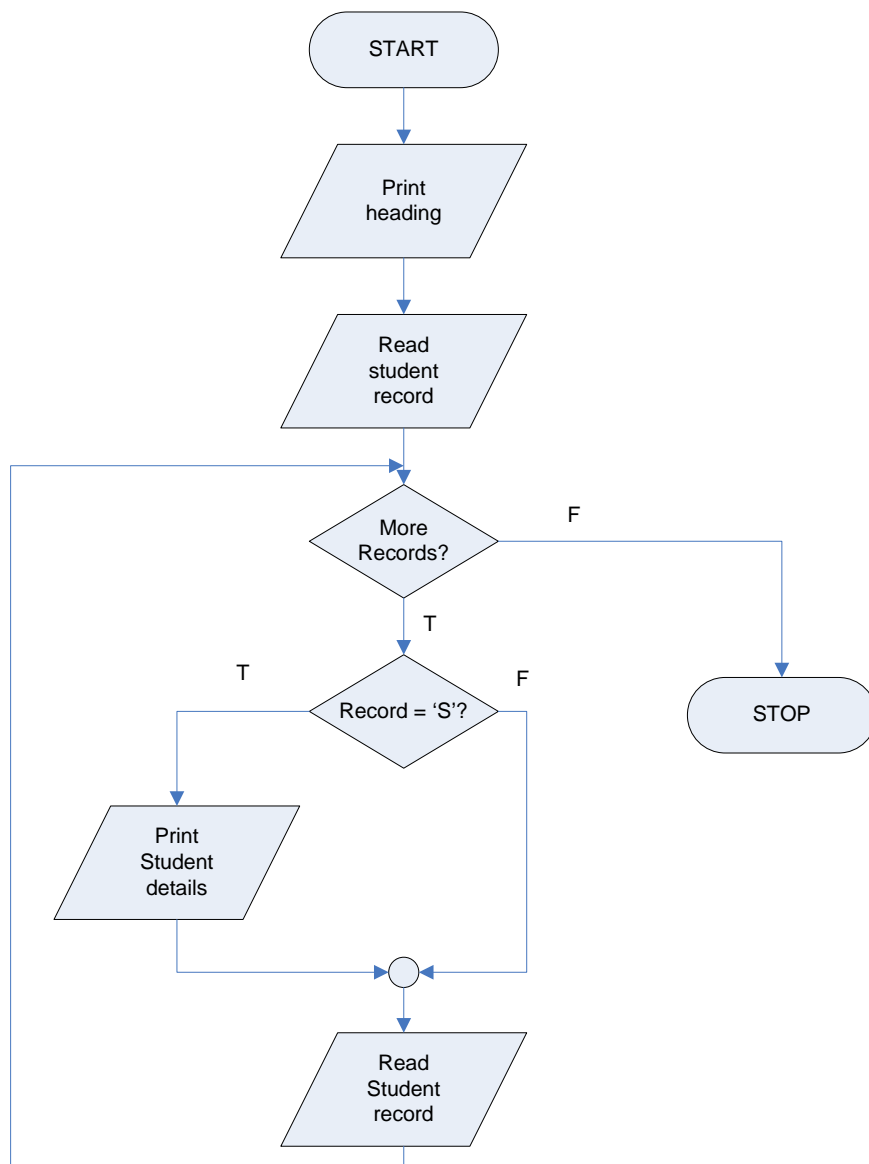 START
Print
heading
Read
student
record
More
Records?
F
T
T
Record = ‘S’?
F
STOP
Print
Student
details
Read
Student
record